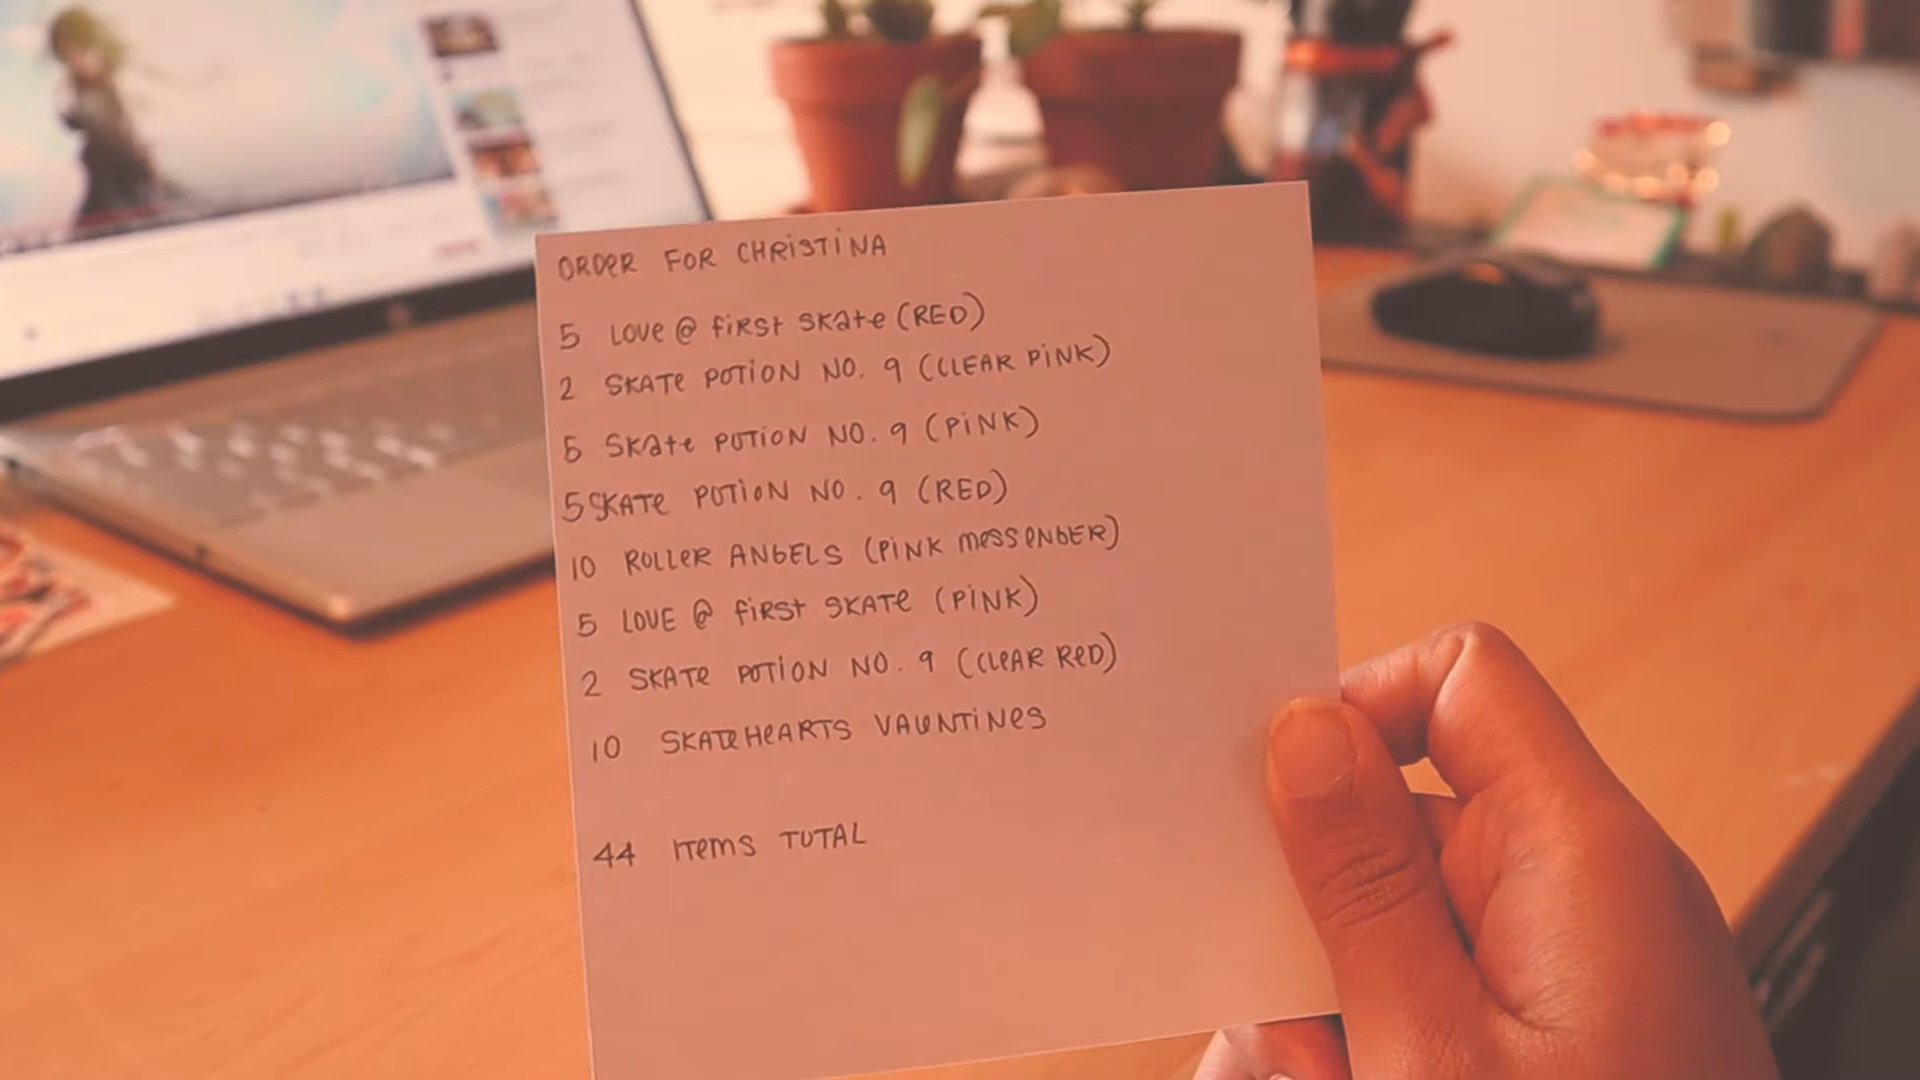 ORDER FOR CHRISTINA
5 LOVE @ FIRST SKATE (RED)
2 SKATE POTION NO. 9 (CLEAR PINK)
5 SKATE POTION NO. 9 (PINK)
5 SKATE POTION NO. 9 (RED)
10 ROLLER ANGELS (PINK MESSENGER)
5 LOVE @ FIRST SKATE (PINK)
2 SKATE POTION NO. 9 (CLEAR RED)
10 SKATEHEARTS VALENTINES
44 ITEMS TOTAL